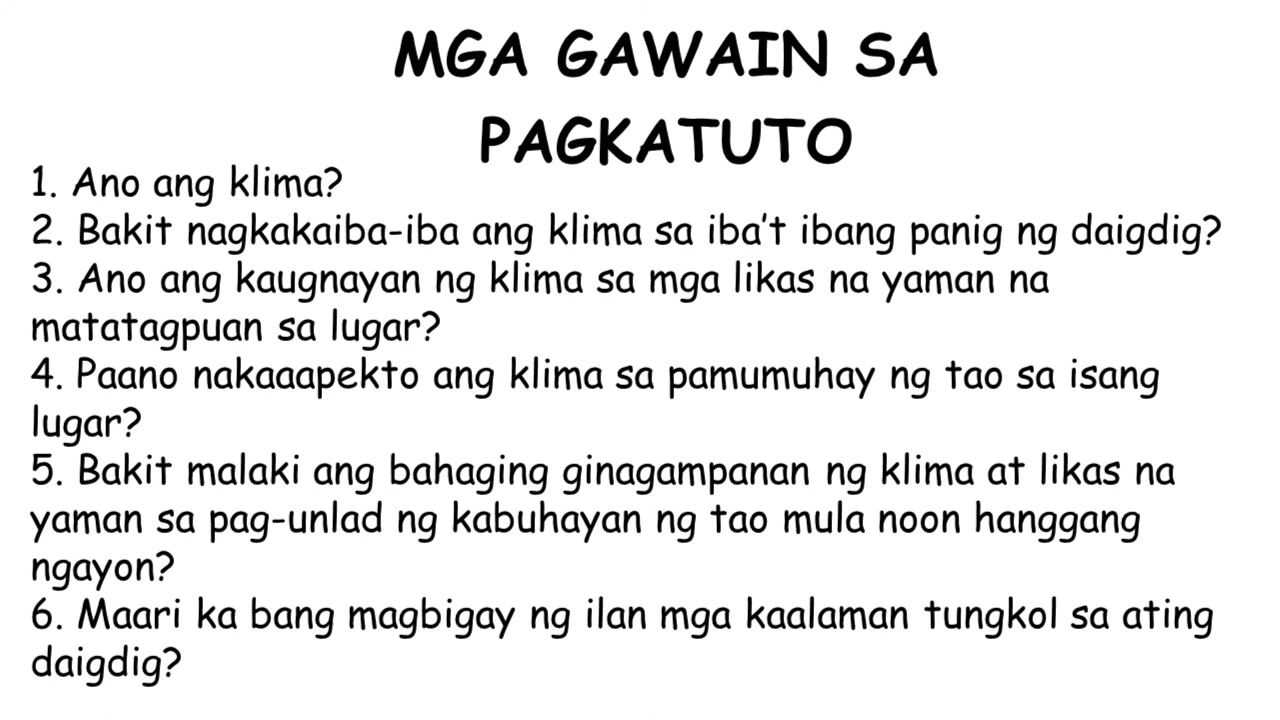 MGA GAWAIN SA
PAGKATUTO
1. Ano ang klima?
2. Bakit nagkakaiba-iba ang klima sa iba't ibang panig ng daigdig?
3. Ano ang kaugnayan ng klima sa mga likas na yaman na
matatagpuan sa lugar?
4. Paano nakaaapekto ang klima sa pamumuhay ng tao sa isang
lugar?
5. Bakit malaki ang bahaging ginagampanan ng klima at likas na
yaman sa pag-unlad ng kabuhayan ng tao mula noon hanggang
ngayon?
6. Maari ka bang magbigay ng ilan mga kaalaman tungkol sa ating
daigdig?